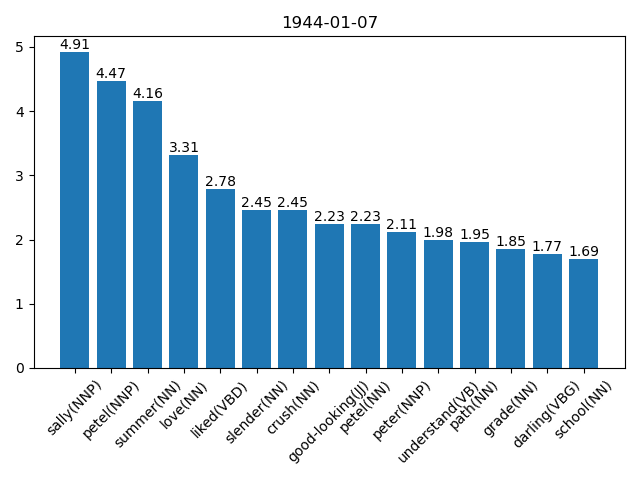 1944-01-07
5
4
3
2
1
0
4.91
4.47
4.16
3.31
2.78
2.45
2.45
2.23
2.23
2.11
1.98
1.95
1.85
1.77
1.69
sally(NNP)
petel(NNP)
summer(NN)
love(NN)
liked(VBD)
slender(NN)
crush(NN)
good-looking(JJ)
petel(NN)
peter(NNP)
understand(VB)
path(NN)
grade(NN)
darling(VBG)
school(NN)